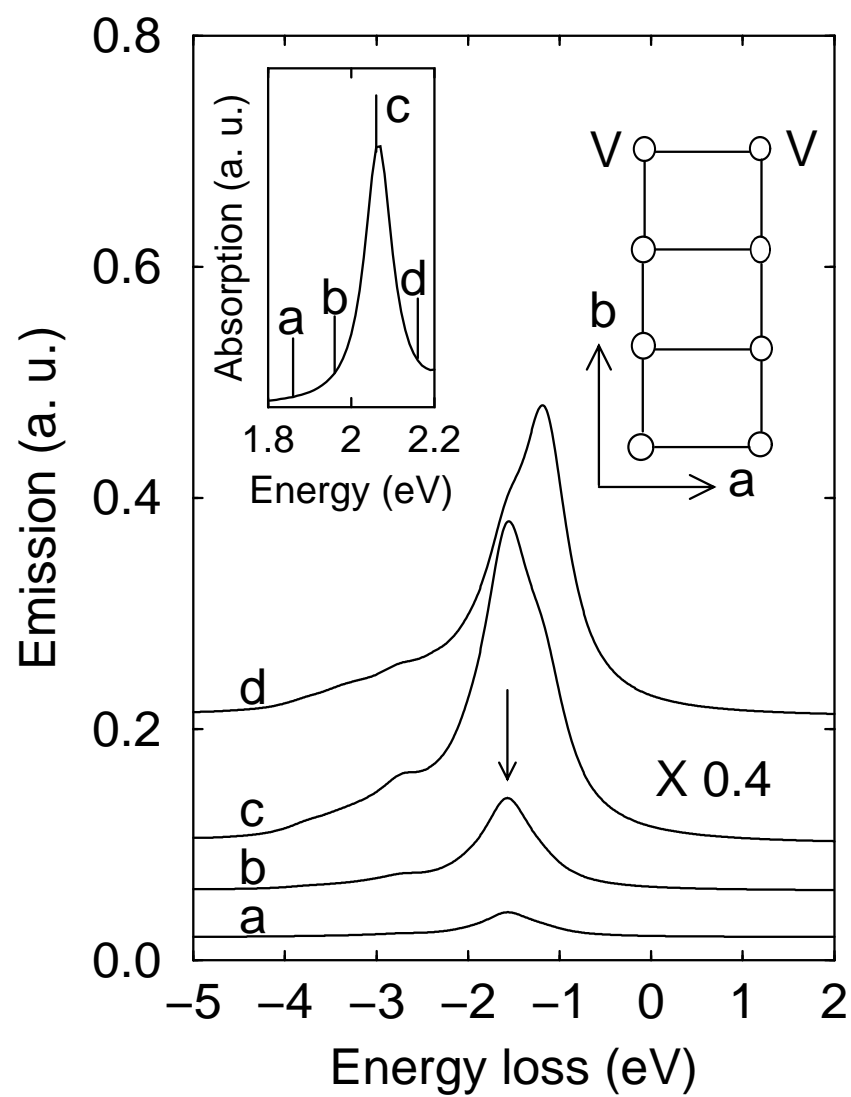 0.8
0.6
0.4
0.2
0.0
Emission (a. u.)
–5 –4 –3 –2 –1 0 1 2
Energy loss (eV)
Absorption (a. u.)
a b c d
1.8 2 2.2
Energy (eV)
V V
b
a
d
c
b
a
X 0.4